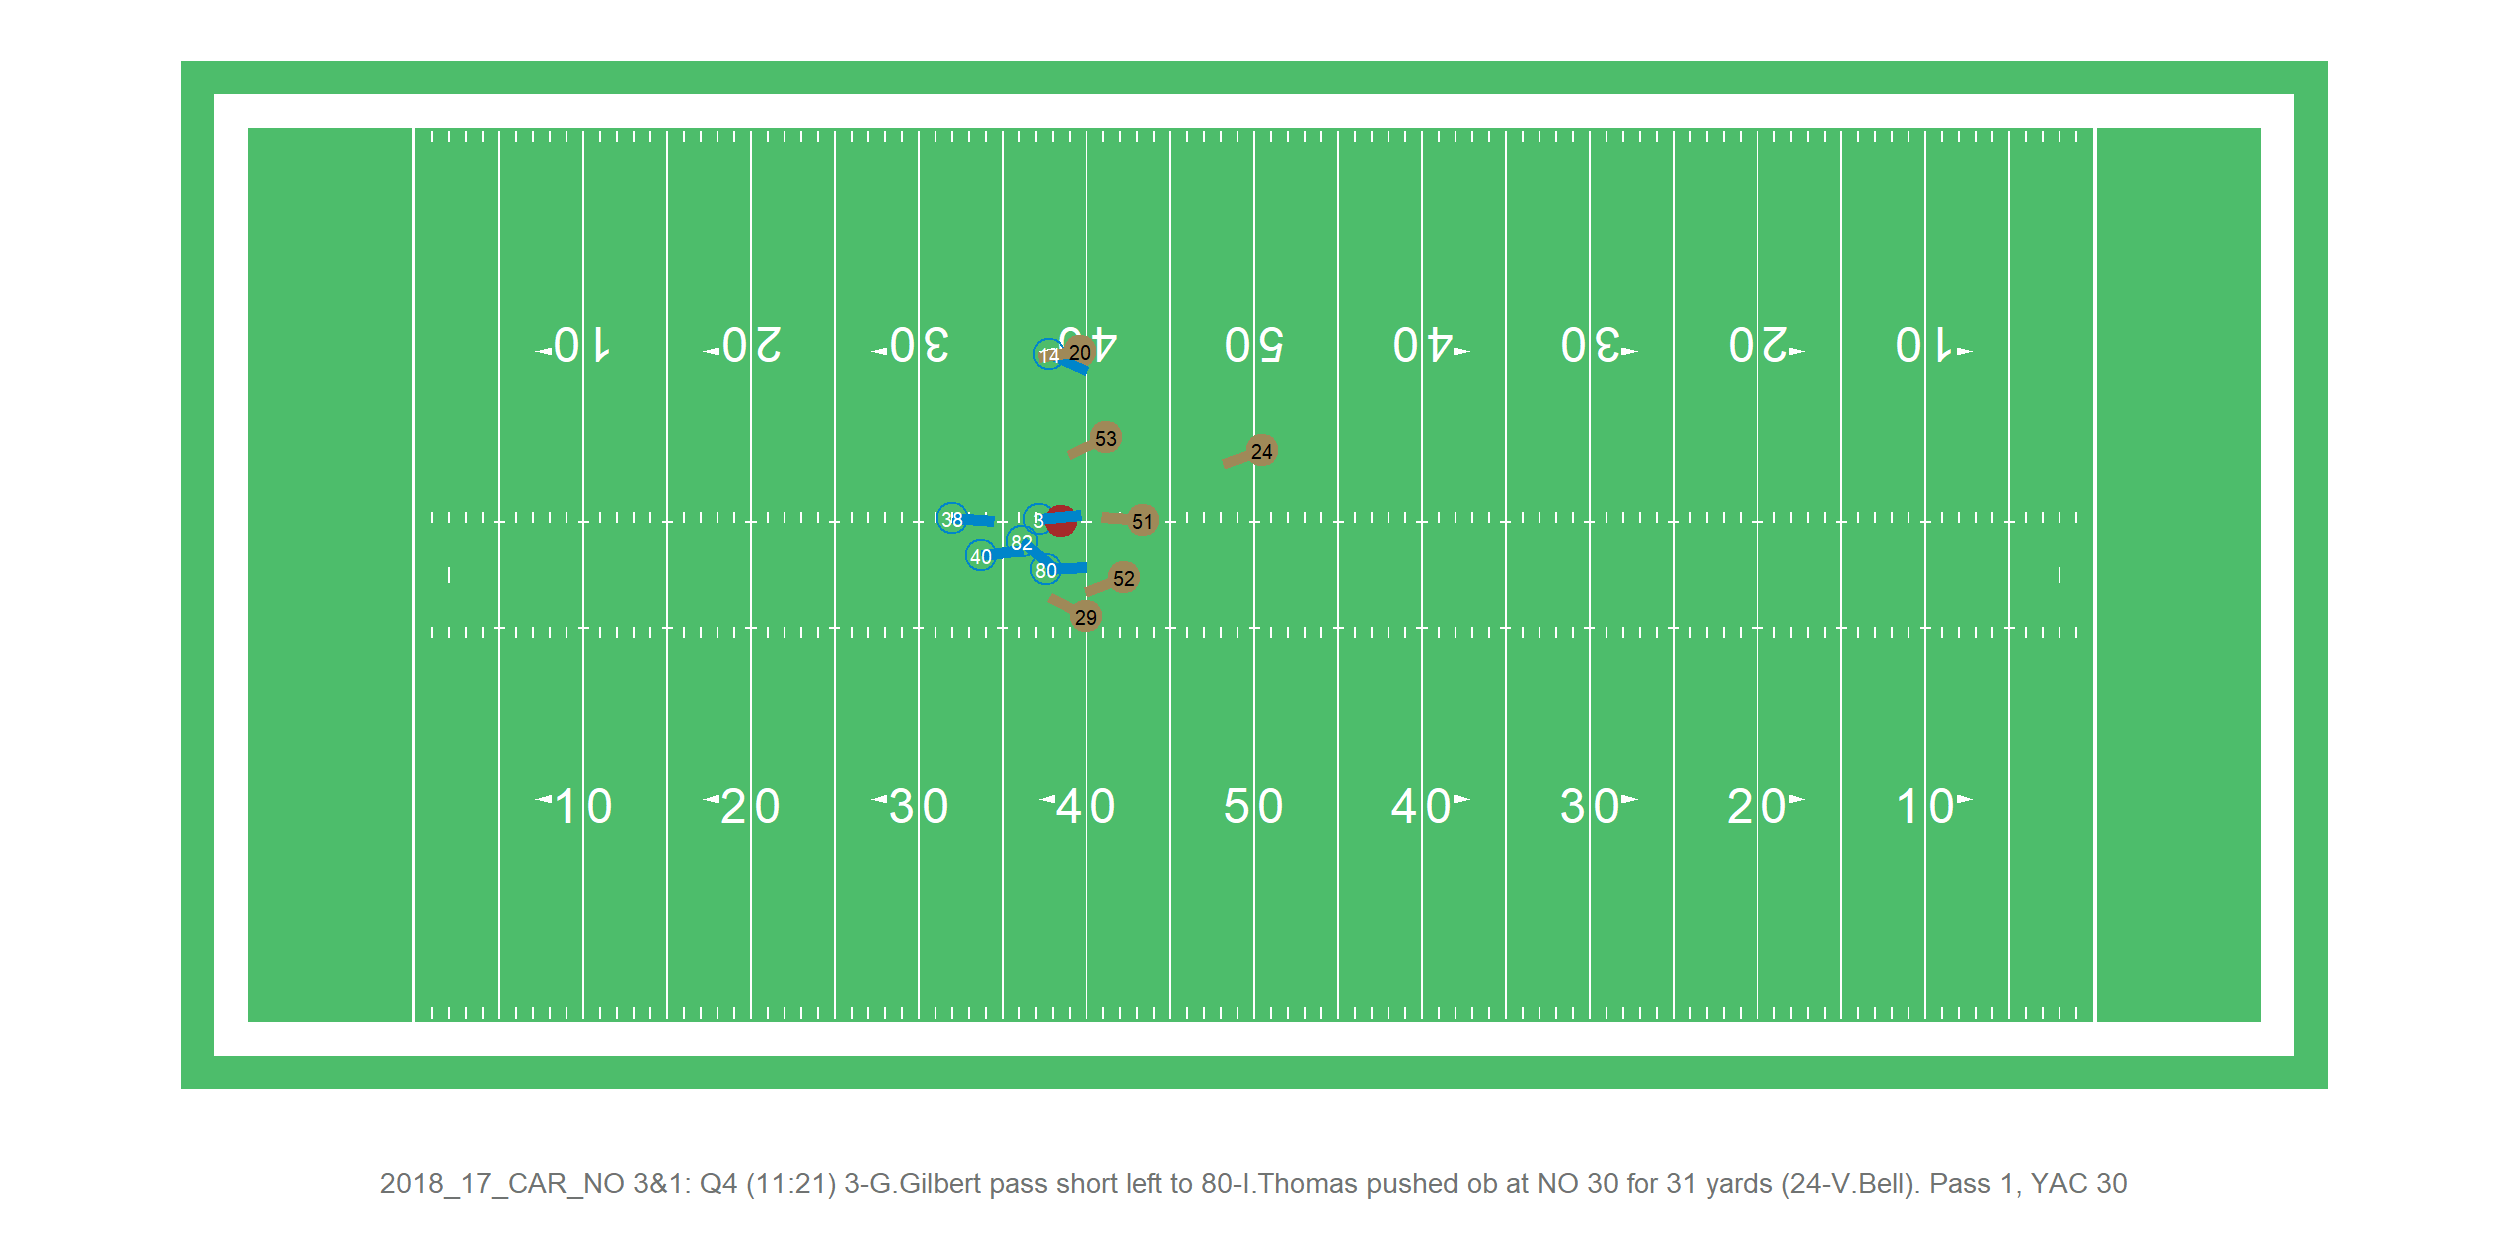 10 20 30 40 50 40 30 20 10
14 20
53
24
38 3 51
82
40 80 52
29
10 20 30 40 50 40 30 20 10
2018_17_CAR_NO 3&1: Q4 (11:21) 3-G.Gilbert pass short left to 80-I.Thomas pushed ob at NO 30 for 31 yards (24-V.Bell). Pass 1, YAC 30